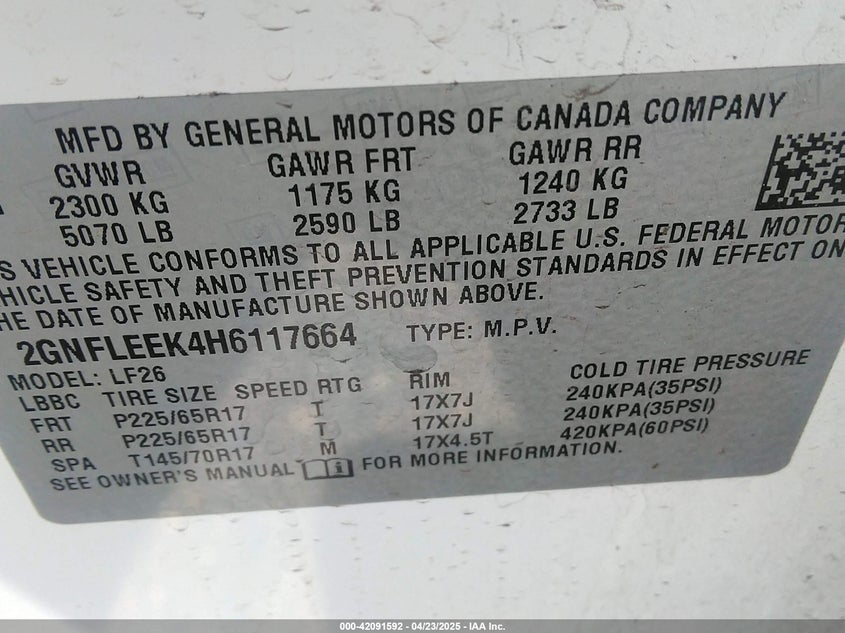 MFD BY GENERAL MOTORS OF CANADA COMPANY
GVWR GAWR FRT GAWR RR
2300 KG 1175 KG 1240 KG
5070 LB 2590 LB 2733 LB
S VEHICLE CONFORMS TO ALL APPLICABLE U.S. FEDERAL MOTOR
HICLE SAFETY AND THEFT PREVENTION STANDARDS IN EFFECT ON
HE DATE OF MANUFACTURE SHOWN ABOVE.
2GNFLEEK4H6117664 TYPE: M.P.V.
MODEL: LF26
LBBC TIRE SIZE SPEED RTG RIM COLD TIRE PRESSURE
FRT P225/65R17 T 17X7J 240KPA(35PSI)
RR P225/65R17 T 17X7J 240KPA(35PSI)
SPA T145/70R17 M 17X4.5T 420KPA(60PSI)
SEE OWNER'S MANUAL FOR MORE INFORMATION.
000-42091592 - 04/23/2025 - IAA Inc.